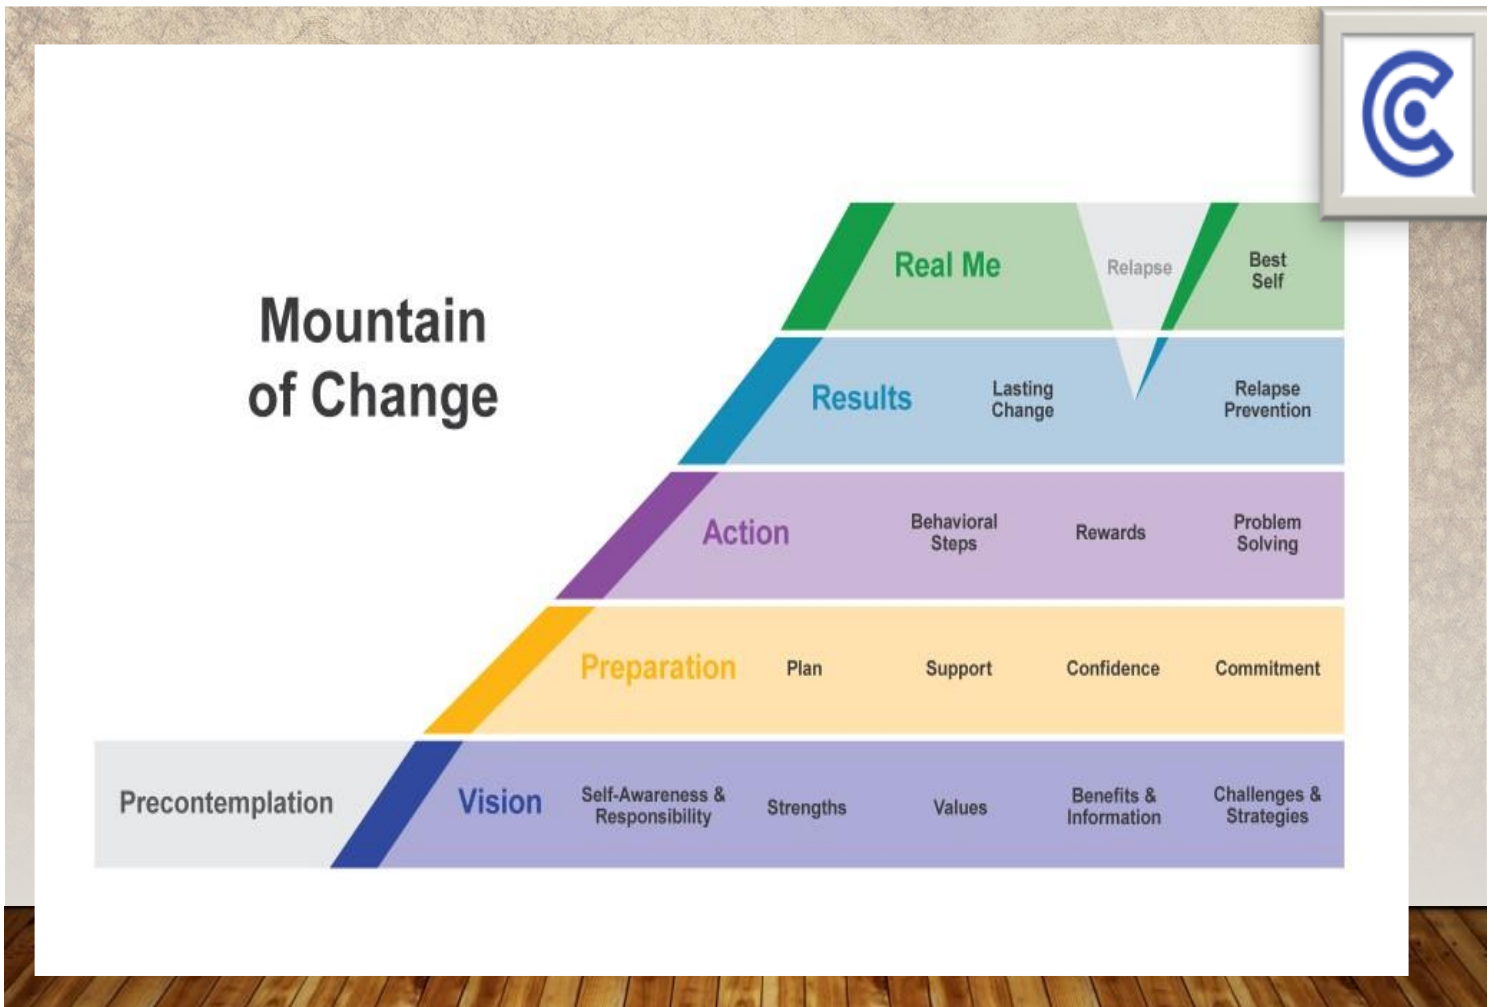 Mountain
of Change
Real Me
Relapse
Best
Self
Results
Lasting
Change
Relapse
Prevention
Action
Behavioral
Steps
Rewards
Problem
Solving
Preparation
Plan
Support
Confidence
Commitment
Precontemplation
Vision
Self-Awareness &
Responsibility
Strengths
Values
Benefits &
Information
Challenges &
Strategies